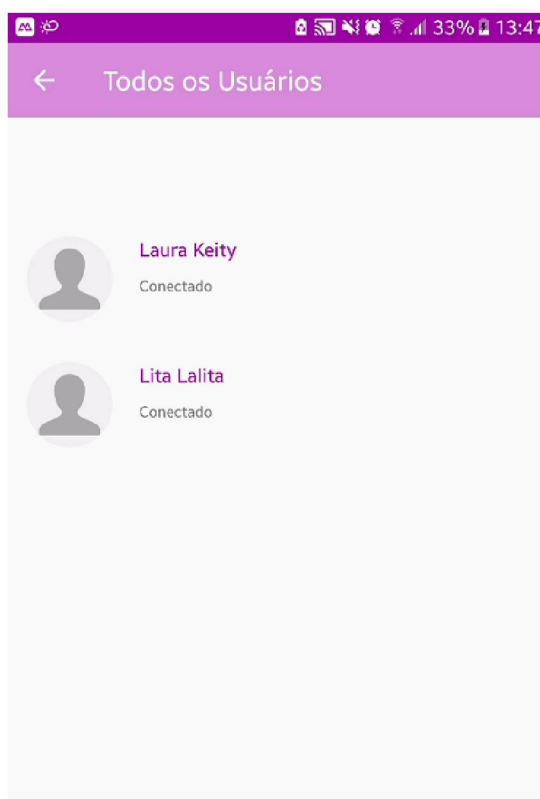 33% 13:47
Todos os Usuários
Laura Keity
Conectado
Lita Lalita
Conectado